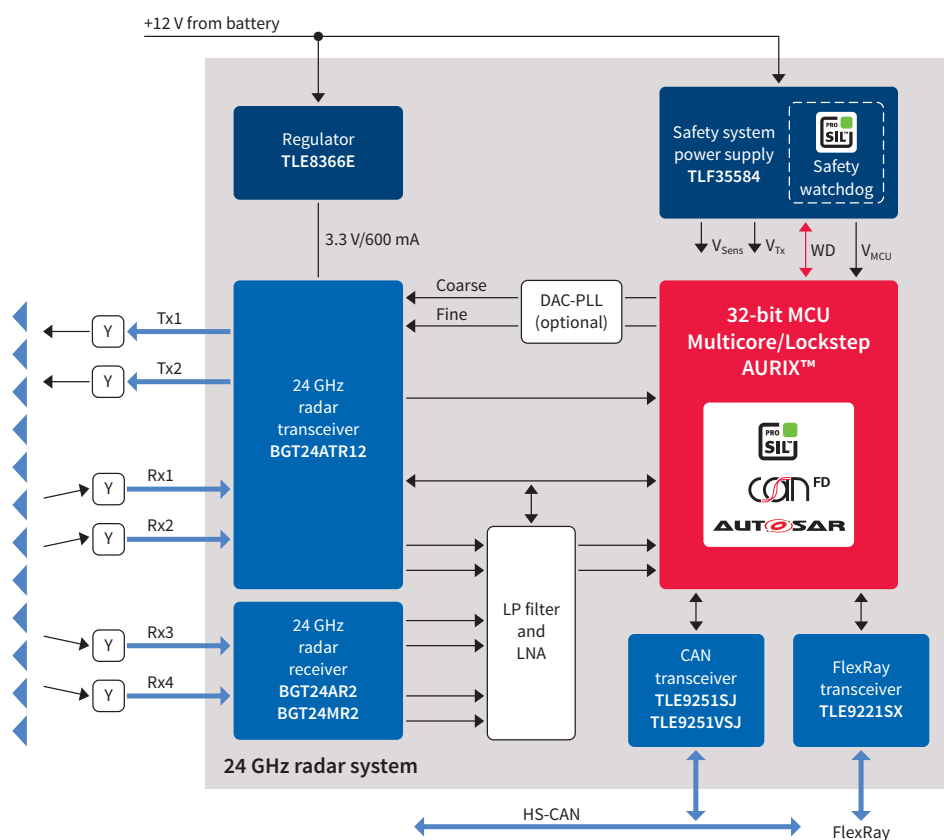 +12 V from battery
Regulator
TLE8366E
Safety system
power supply
TLF35584
PRO
SIL™
Safety
watchdog
3.3 V/600 mA
VSens
VTx
WD
VMCU
Coarse
Fine
DAC-PLL
(optional)
32-bit MCU
Multicore/Lockstep
AURIX™
PRO
SIL™
CAN FD
AUTOSAR
Y
Tx1
Y
Tx2
24 GHz
radar
transceiver
BGT24ATR12
Y
Rx1
Y
Rx2
LP filter
and
LNA
Y
Rx3
Y
Rx4
24 GHz
radar
receiver
BGT24AR2
BGT24MR2
CAN
transceiver
TLE9251SJ
TLE9251VSJ
FlexRay
transceiver
TLE9221SX
24 GHz radar system
HS-CAN
FlexRay